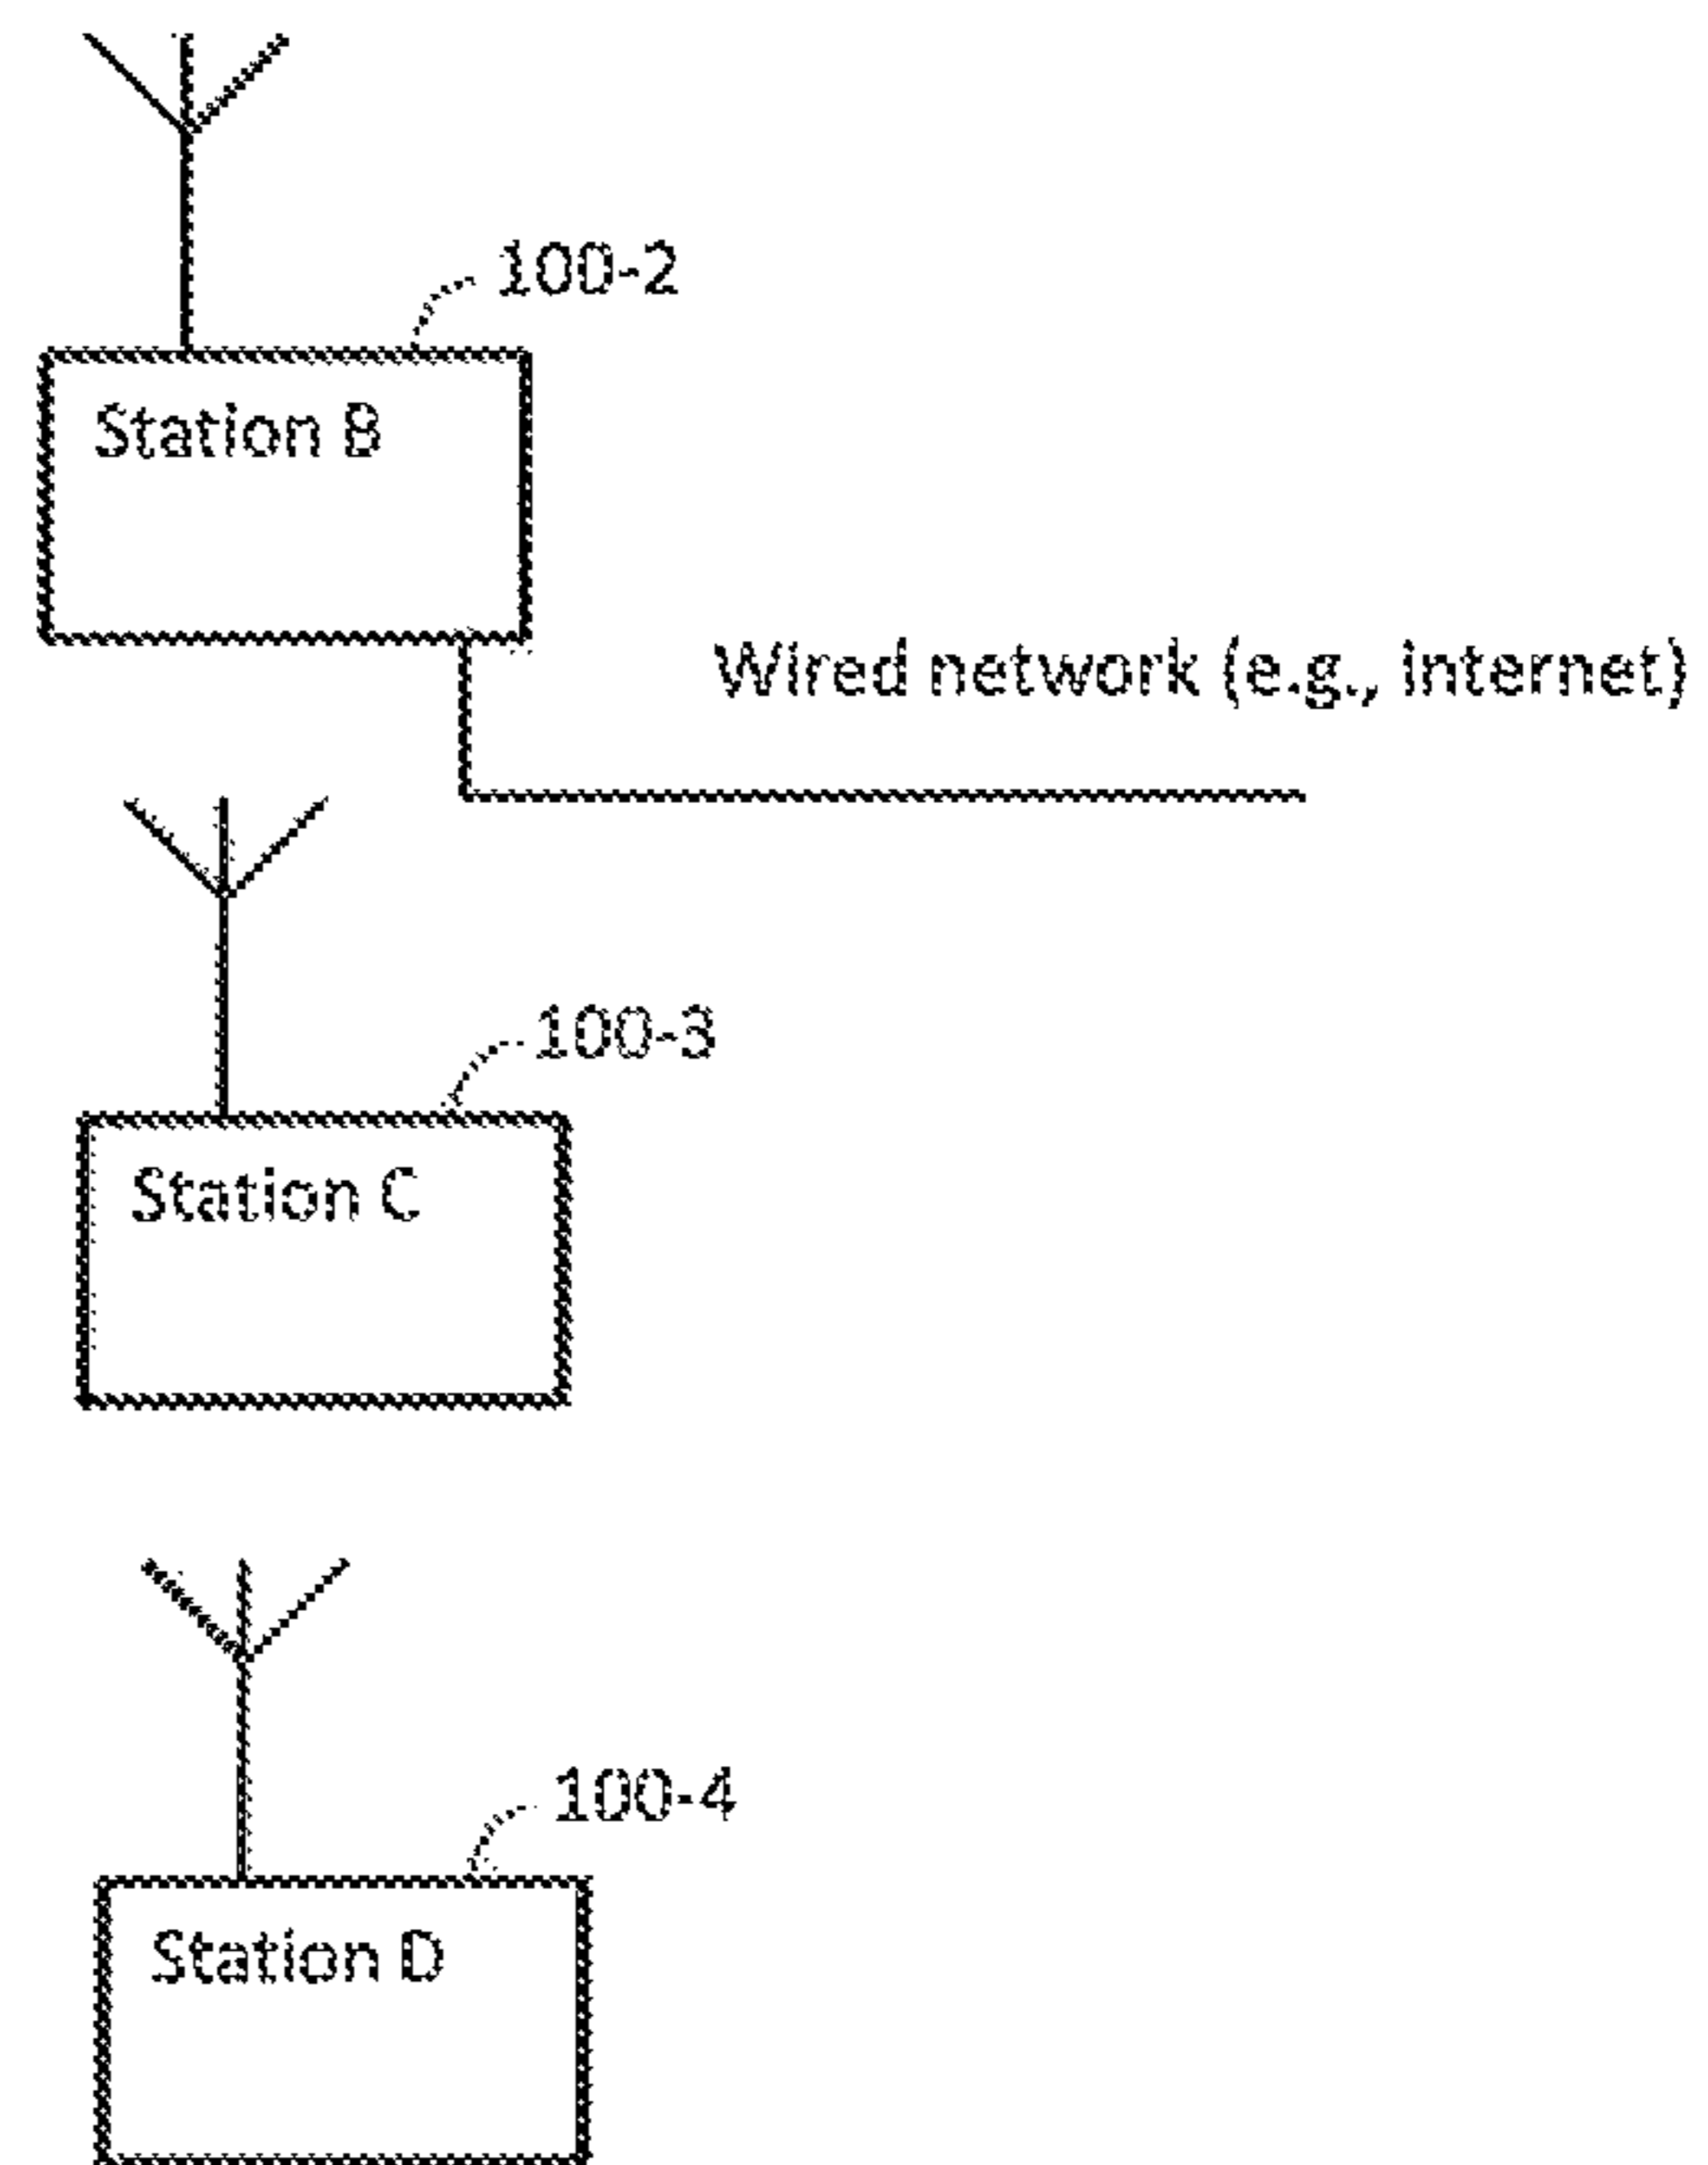 100-2
Station B
Wired network (e.g., internet)
100-3
Station C
100-4
Station D